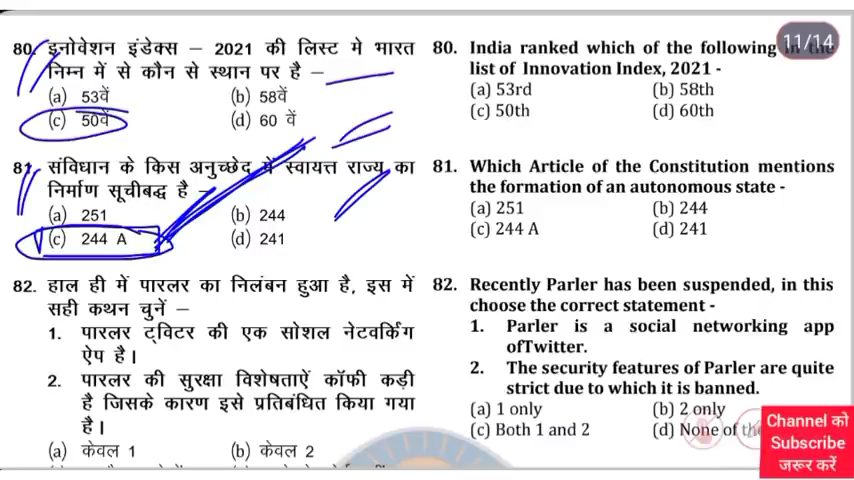 80. इनोवेशन इंडेक्स – 2021 की लिस्ट मे भारत
निम्न में से कौन से स्थान पर है –
(a) 53वें (b) 58वें
(c) 50वें (d) 60 वें
81. संविधान के किस अनुच्छेद में स्वायत्त राज्य का
निर्माण सूचीबद्ध है –
(a) 251 (b) 244
(c) 244 A (d) 241
82. हाल ही में पारलर का निलंबन हुआ है, इस में
सही कथन चुनें –
1. पारलर ट्विटर की एक सोशल नेटवर्किंग
ऐप है।
2. पारलर की सुरक्षा विशेषताऐं कॉफी कड़ी
है जिसके कारण इसे प्रतिबंधित किया गया
है।
(a) केवल 1 (b) केवल 2
80. India ranked which of the following in the
list of Innovation Index, 2021 -
(a) 53rd (b) 58th
(c) 50th (d) 60th
81. Which Article of the Constitution mentions
the formation of an autonomous state -
(a) 251 (b) 244
(c) 244 A (d) 241
82. Recently Parler has been suspended, in this
choose the correct statement -
1. Parler is a social networking app
ofTwitter.
2. The security features of Parler are quite
strict due to which it is banned.
(a) 1 only (b) 2 only
(c) Both 1 and 2 (d) None of the
11/14
Channel को
Subscribe
जरूर करें